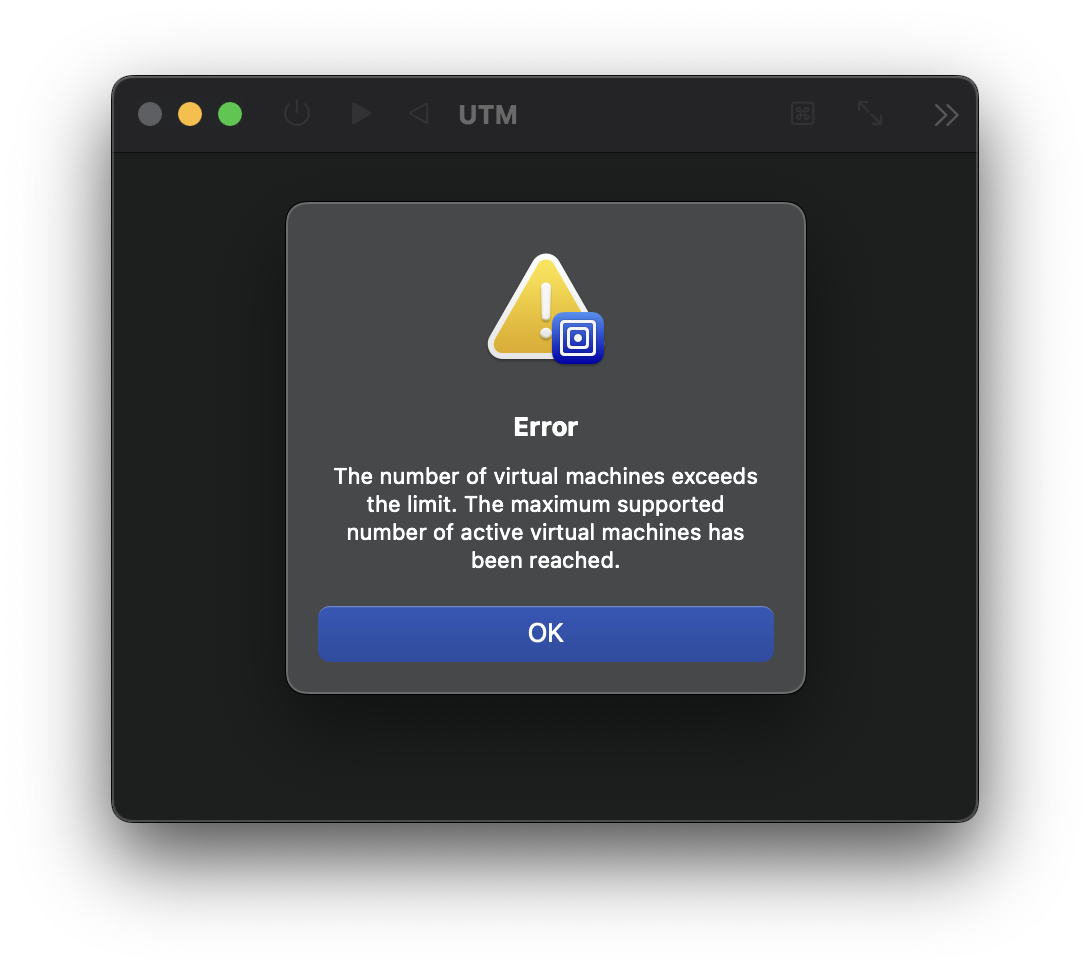 UTM
Error
The number of virtual machines exceeds
the limit. The maximum supported
number of active virtual machines has
been reached.
OK